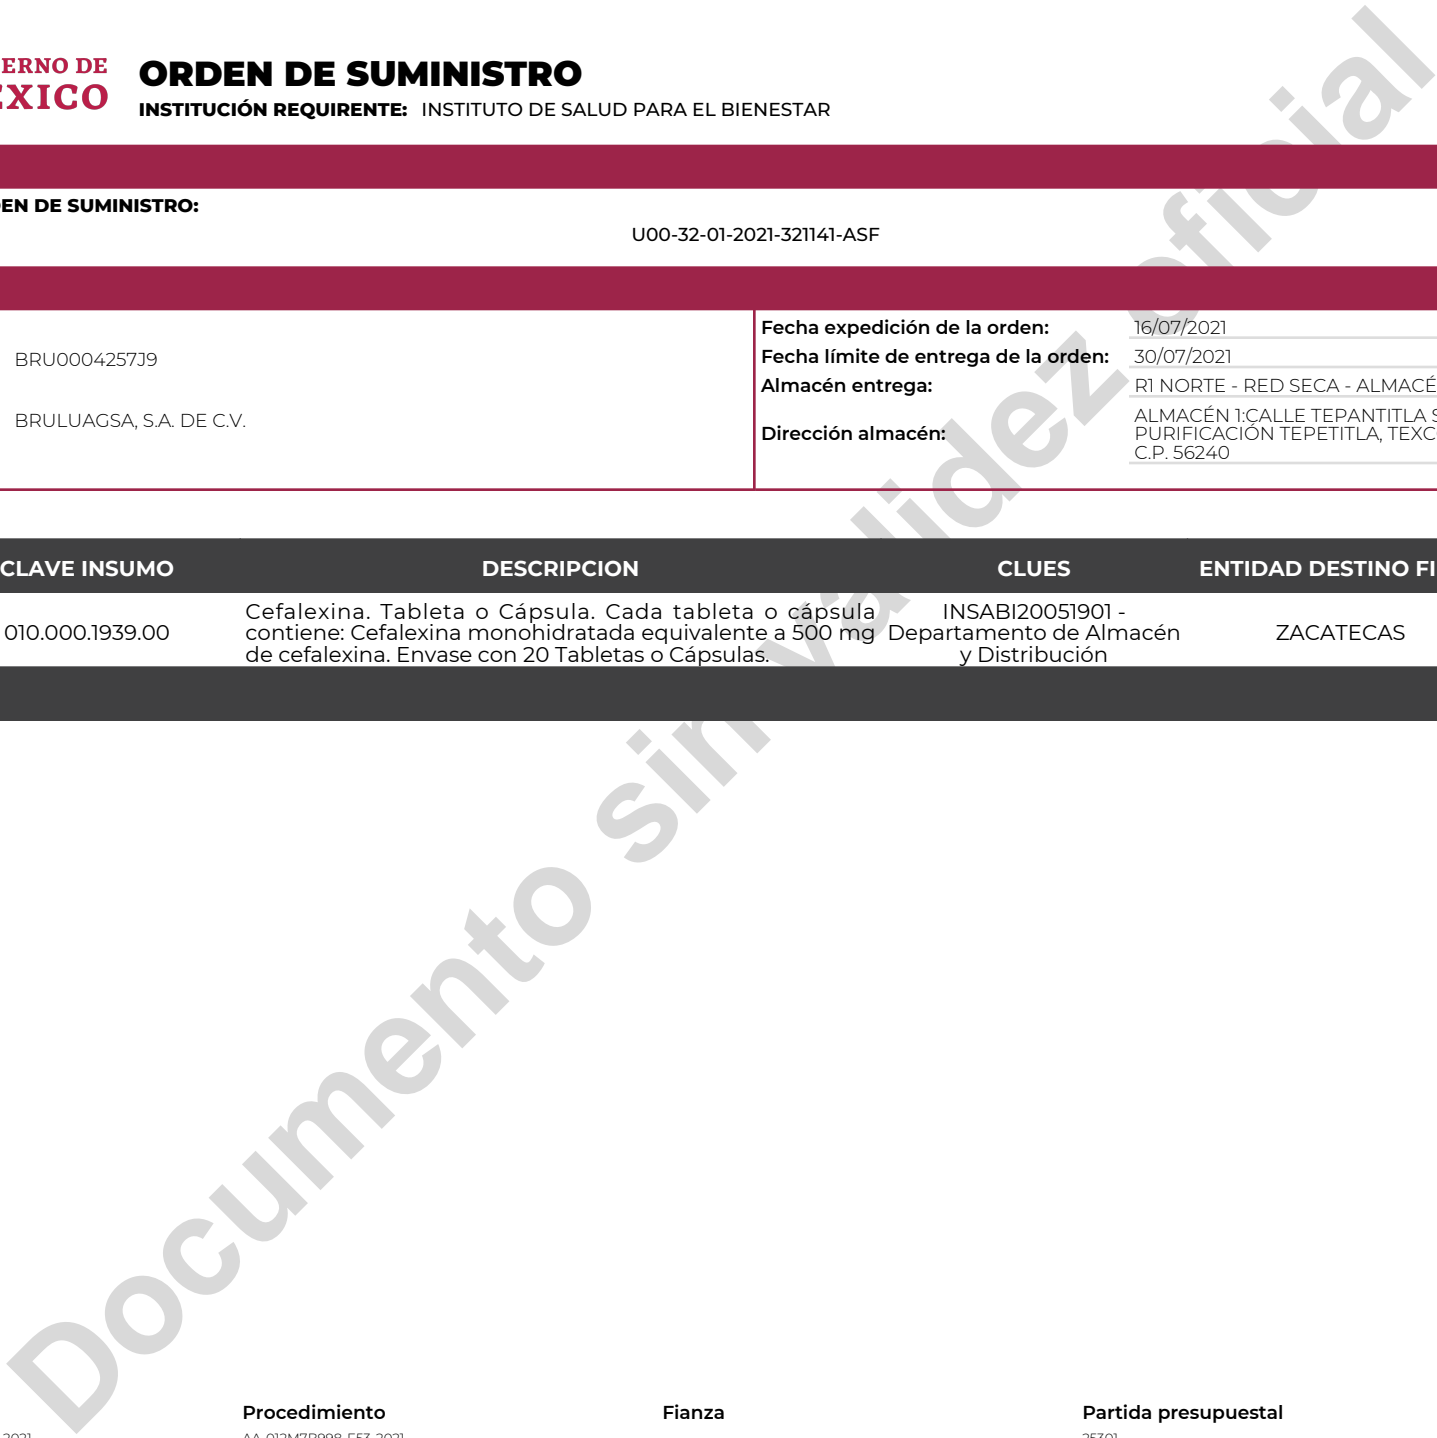 ERNO DE
ORDEN DE SUMINISTRO
INSTITUCIÓN REQUIRENTE: INSTITUTO DE SALUD PARA EL BIENESTAR
EN DE SUMINISTRO:
U00-32-01-2021-321141-ASF
BRU0004257J9
BRULUAGSA, S.A. DE C.V.
Fecha expedición de la orden: 16/07/2021
Fecha límite de entrega de la orden: 30/07/2021
Almacén entrega: R1 NORTE - RED SECA - ALMACÉ
Dirección almacén:
ALMACÉN 1:CALLE TEPANTITLA S
PURIFICACIÓN TEPETITLA, TEXC
C.P. 56240
CLAVE INSUMO DESCRIPCION CLUES ENTIDAD DESTINO FI
010.000.1939.00
Cefalexina. Tableta o Cápsula. Cada tableta o cápsula
contiene: Cefalexina monohidratada equivalente a 500 mg
de cefalexina. Envase con 20 Tabletas o Cápsulas.
INSABI20051901 -
Departamento de Almacén
y Distribución
ZACATECAS
Documento sin validez oficial
Procedimiento Fianza Partida presupuestal